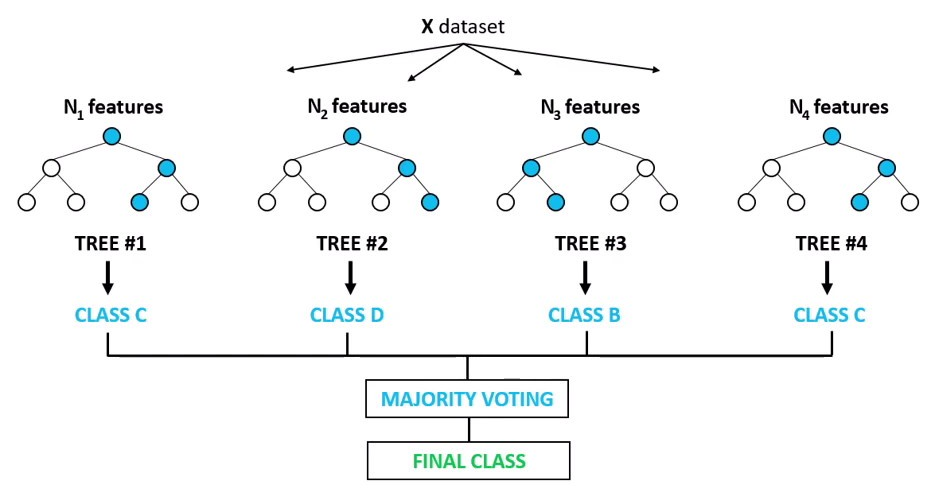 X dataset
N₁ features
N₂ features
N₃ features
N₄ features
TREE #1
TREE #2
TREE #3
TREE #4
CLASS C
CLASS D
CLASS B
CLASS C
MAJORITY VOTING
FINAL CLASS